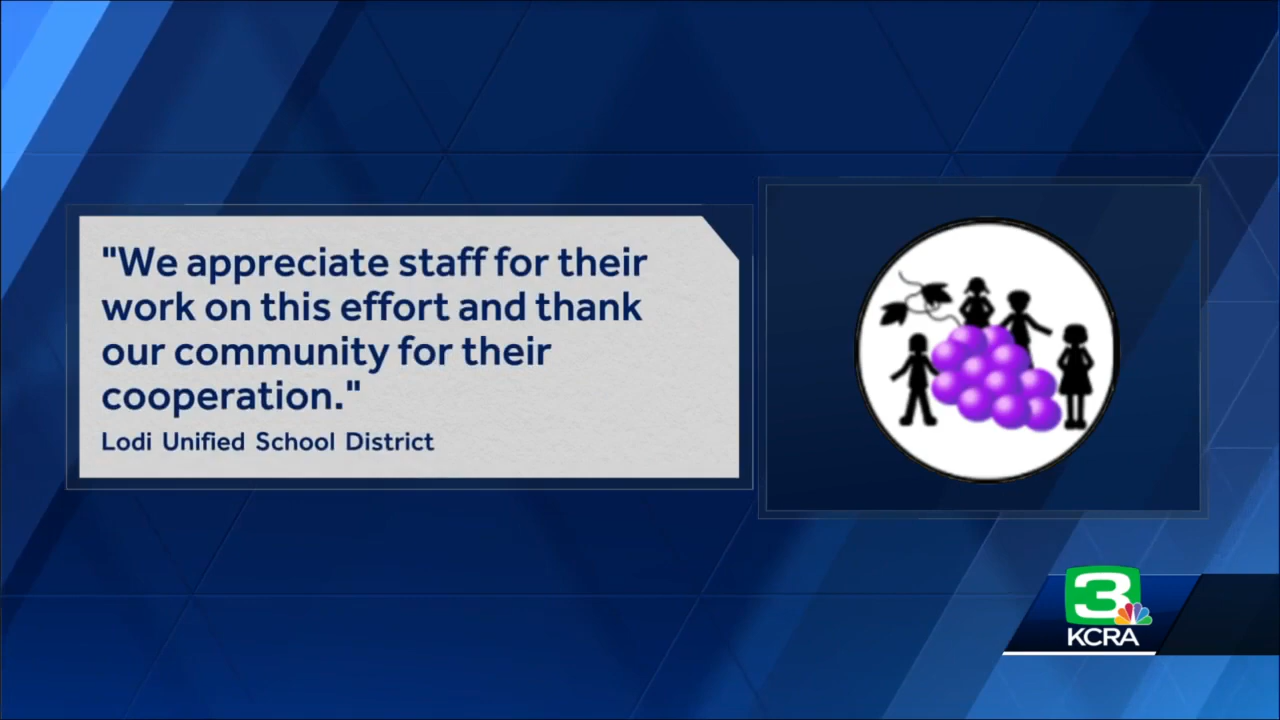 "We appreciate staff for their
work on this effort and thank
our community for their
cooperation."
Lodi Unified School District
3
KCRA